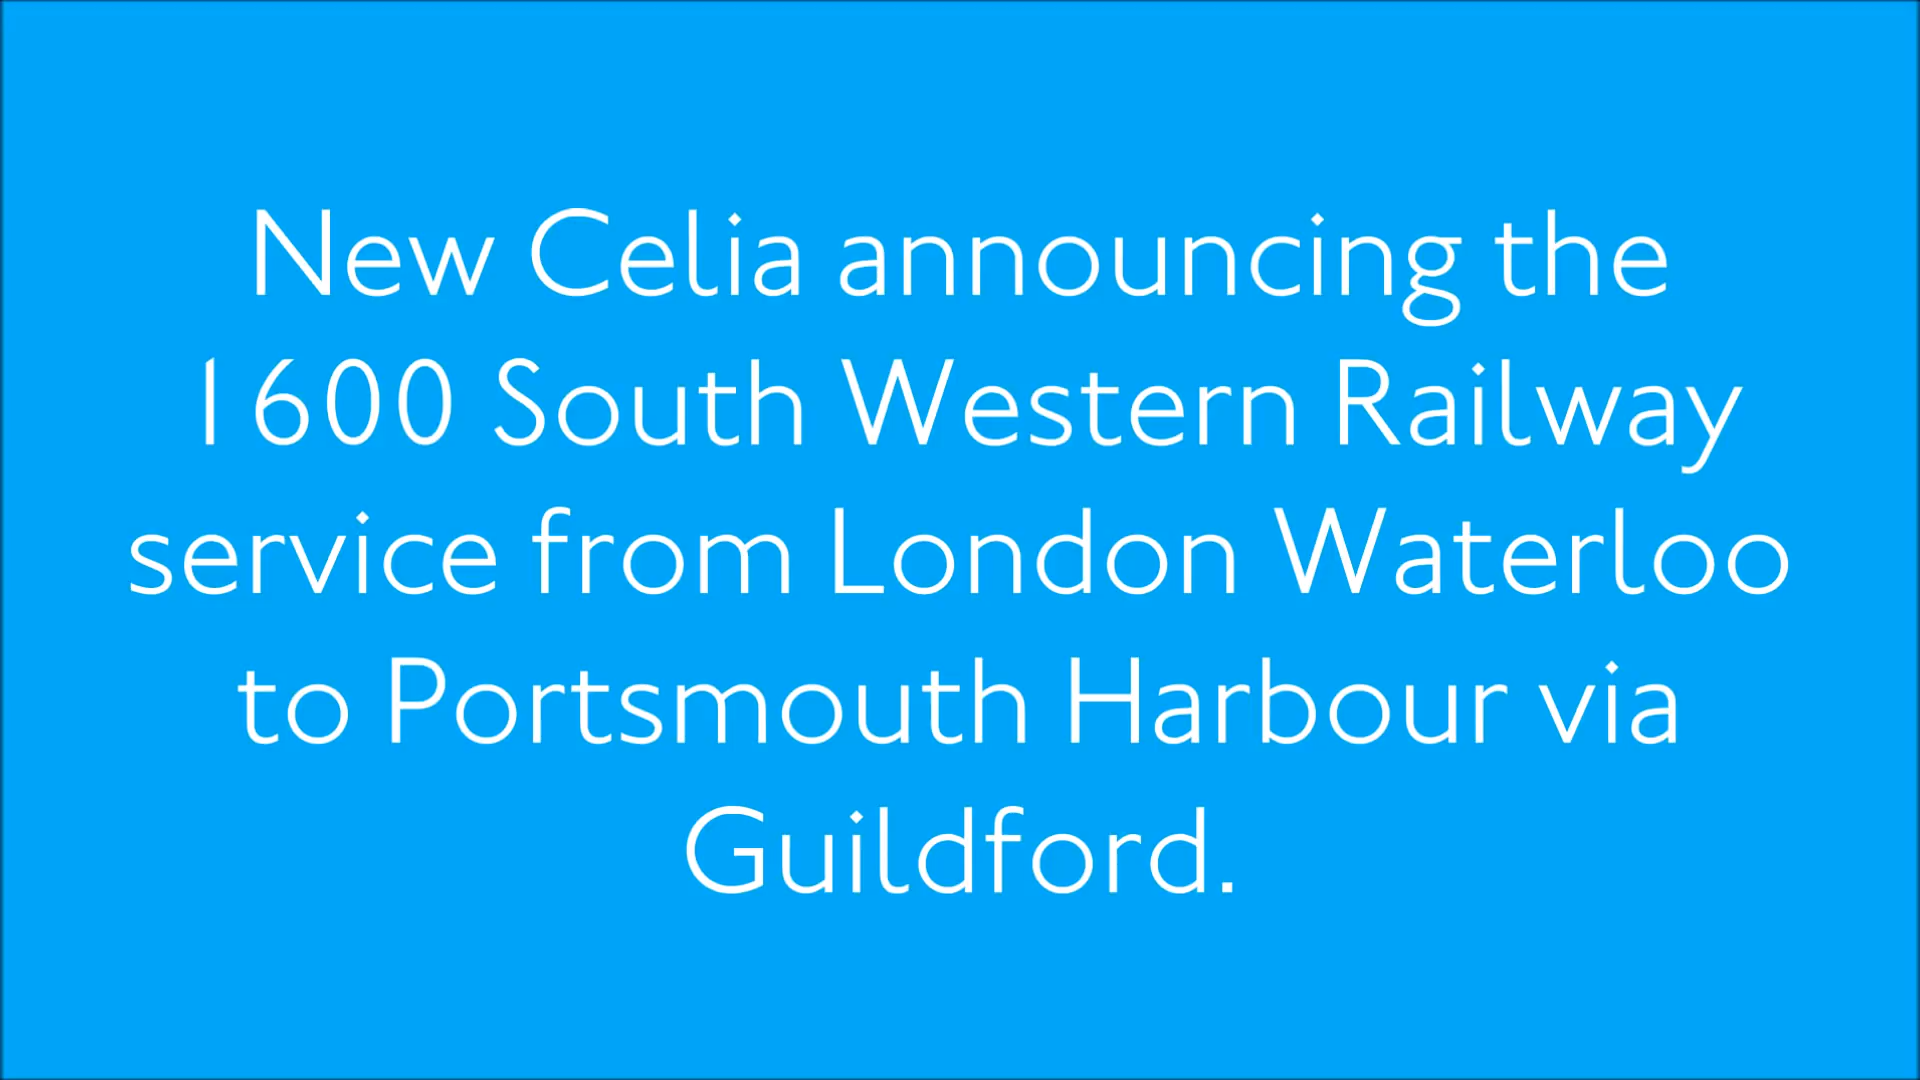 New Celia announcing the
1600 South Western Railway
service from London Waterloo
to Portsmouth Harbour via
Guildford.